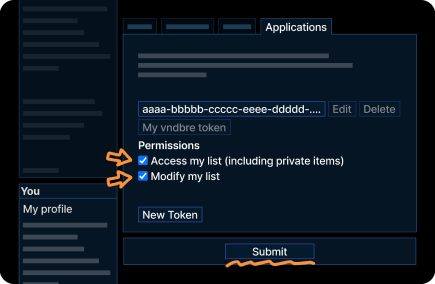 Applications
aaaa-bbbbb-cccccc-eeee-ddddd-....
Edit
Delete
My vndbre token
Permissions
Access my list (including private items)
Modify my list
You
My profile
New Token
Submit